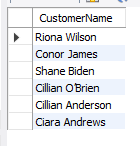 CustomerName
Riona Wilson
Conor James
Shane Biden
Cillian O'Brien
Cillian Anderson
Ciara Andrews